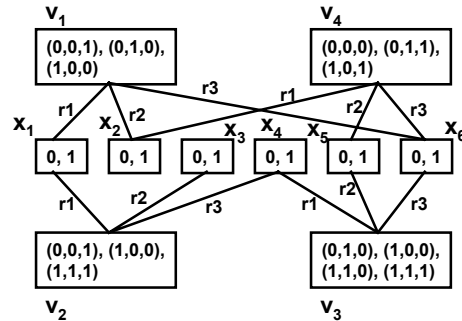 v1 v4
(0,0,1), (0,1,0), (0,0,0), (0,1,1),
(1,0,0) (1,0,1)
r1 r2 r3 r1 r2 r3
x1 x2 x3 x4 x5 x6
0, 1 0, 1 0, 1 0, 1 0, 1 0, 1
r1 r2 r3 r1 r2 r3
(0,0,1), (1,0,0), (0,1,0), (1,0,0),
(1,1,1) (1,1,0), (1,1,1)
v2 v3